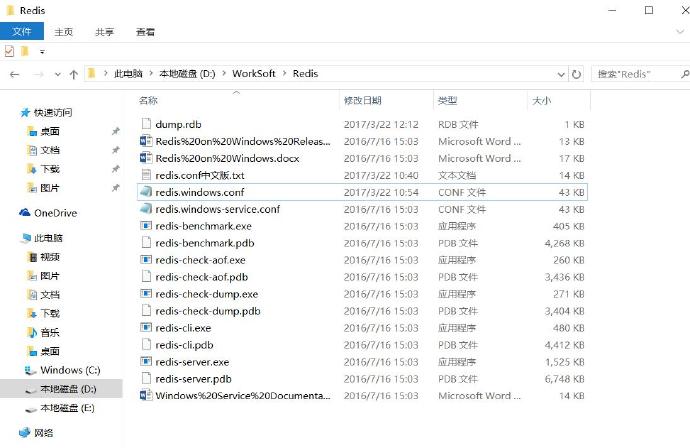 Redis
文件 主页 共享 查看
此电脑 本地磁盘 (D:) WorkSoft Redis 搜索"Redis"
名称 修改日期 类型 大小
快速访问
桌面
文档
下载
图片
OneDrive
此电脑
视频
图片
文档
下载
音乐
桌面
Windows (C:)
本地磁盘 (D:)
本地磁盘 (E:)
网络
dump.rdb 2017/3/22 12:12 RDB 文件 1 KB
Redis%20on%20Windows%20Releas... 2016/7/16 15:03 Microsoft Word ... 13 KB
Redis%20on%20Windows.docx 2016/7/16 15:03 Microsoft Word ... 17 KB
redis.conf中文版.txt 2017/3/22 10:40 文本文档 14 KB
redis.windows.conf 2017/3/22 10:54 CONF 文件 43 KB
redis.windows-service.conf 2016/7/16 15:03 CONF 文件 43 KB
redis-benchmark.exe 2016/7/16 15:03 应用程序 405 KB
redis-benchmark.pdb 2016/7/16 15:03 PDB 文件 4,268 KB
redis-check-aof.exe 2016/7/16 15:03 应用程序 260 KB
redis-check-aof.pdb 2016/7/16 15:03 PDB 文件 3,436 KB
redis-check-dump.exe 2016/7/16 15:03 应用程序 271 KB
redis-check-dump.pdb 2016/7/16 15:03 PDB 文件 3,404 KB
redis-cli.exe 2016/7/16 15:03 应用程序 480 KB
redis-cli.pdb 2016/7/16 15:03 PDB 文件 4,412 KB
redis-server.exe 2016/7/16 15:03 应用程序 1,525 KB
redis-server.pdb 2016/7/16 15:03 PDB 文件 6,748 KB
Windows%20Service%20Documenta... 2016/7/16 15:03 Microsoft Word ... 14 KB